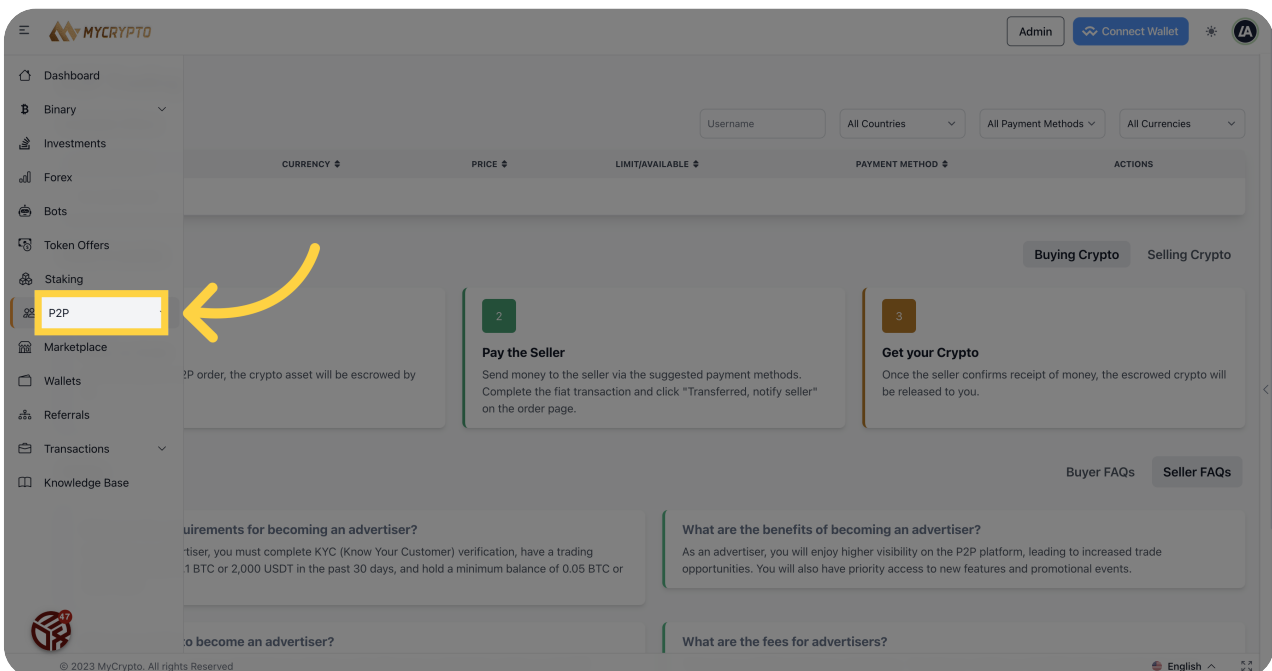 MYCRYPTO
Admin
Connect Wallet
Dashboard
Binary
Investments
Forex
Bots
Token Offers
Staking
P2P
Marketplace
Wallets
Referrals
Transactions
Knowledge Base
47
Username
All Countries
All Payment Methods
All Currencies
CURRENCY
PRICE
LIMIT/AVAILABLE
PAYMENT METHOD
ACTIONS
Buying Crypto
Selling Crypto
P order, the crypto asset will be escrowed by
2
Pay the Seller
Send money to the seller via the suggested payment methods.
Complete the fiat transaction and click "Transferred, notify seller"
on the order page.
3
Get your Crypto
Once the seller confirms receipt of money, the escrowed crypto will
be released to you.
Buyer FAQs
Seller FAQs
uirements for becoming an advertiser?
rtiser, you must complete KYC (Know Your Customer) verification, have a trading
1 BTC or 2,000 USDT in the past 30 days, and hold a minimum balance of 0.05 BTC or
What are the benefits of becoming an advertiser?
As an advertiser, you will enjoy higher visibility on the P2P platform, leading to increased trade
opportunities. You will also have priority access to new features and promotional events.
to become an advertiser?
What are the fees for advertisers?
© 2023 MyCrypto. All rights Reserved
English